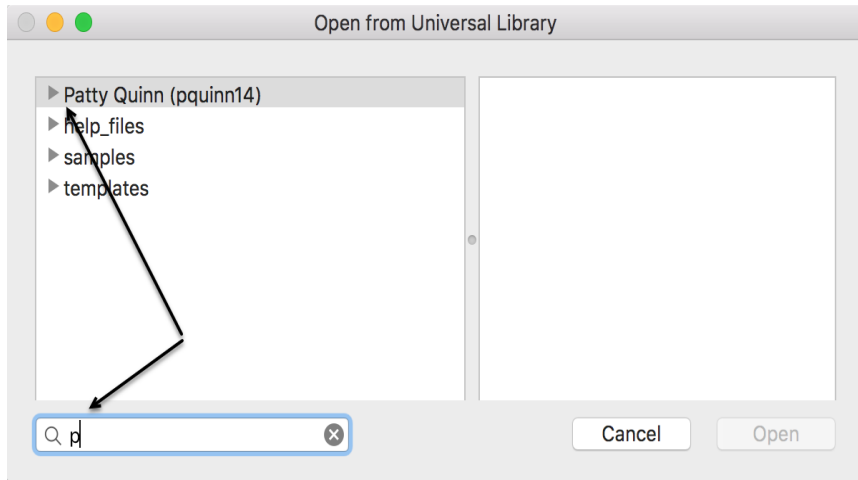 Open from Universal Library
Patty Quinn (pquinn14)
help_files
samples
templates
p
Cancel
Open